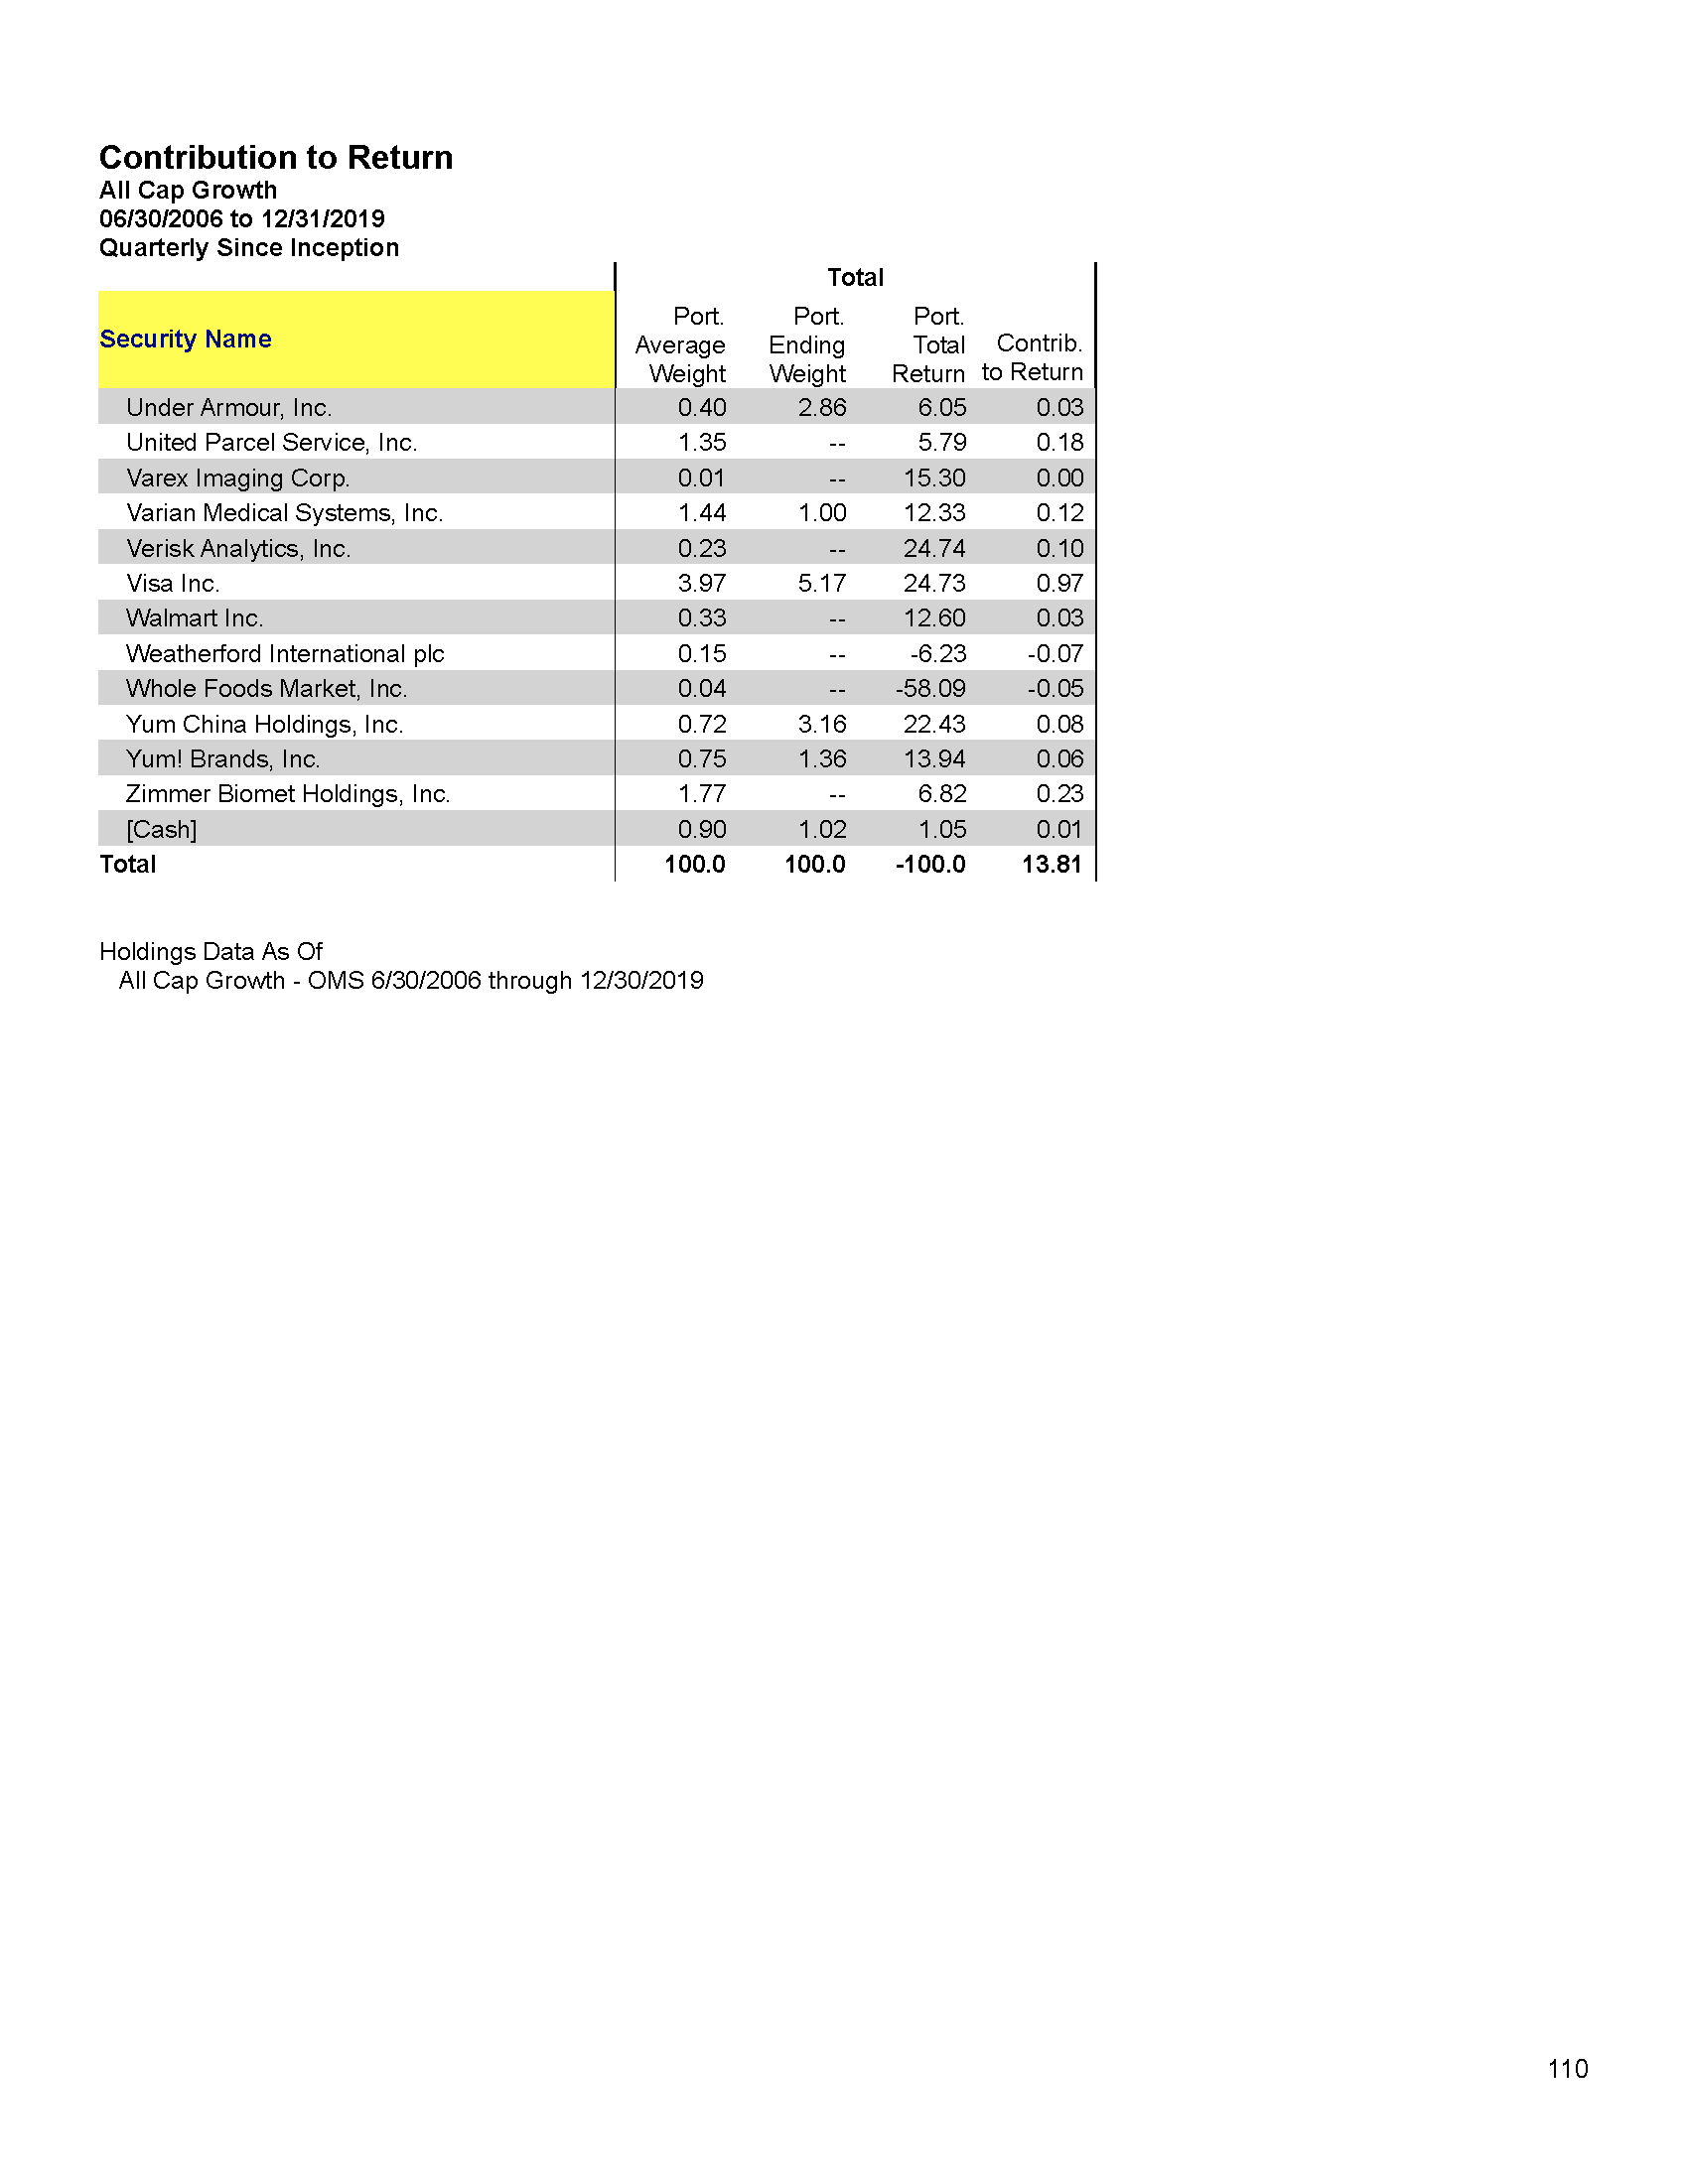 Contribution to Return
All Cap Growth
06/30/2006 to 12/31/2019
Quarterly Since Inception
Total
Security Name
Port. Average Weight
Port. Ending Weight
Port. Total Return
Contrib. to Return
Under Armour, Inc. 0.40 2.86 6.05 0.03
United Parcel Service, Inc. 1.35 -- 5.79 0.18
Varex Imaging Corp. 0.01 -- 15.30 0.00
Varian Medical Systems, Inc. 1.44 1.00 12.33 0.12
Verisk Analytics, Inc. 0.23 -- 24.74 0.10
Visa Inc. 3.97 5.17 24.73 0.97
Walmart Inc. 0.33 -- 12.60 0.03
Weatherford International plc 0.15 -- -6.23 -0.07
Whole Foods Market, Inc. 0.04 -- -58.09 -0.05
Yum China Holdings, Inc. 0.72 3.16 22.43 0.08
Yum! Brands, Inc. 0.75 1.36 13.94 0.06
Zimmer Biomet Holdings, Inc. 1.77 -- 6.82 0.23
[Cash] 0.90 1.02 1.05 0.01
Total 100.0 100.0 -100.0 13.81
Holdings Data As Of
All Cap Growth - OMS 6/30/2006 through 12/30/2019
110